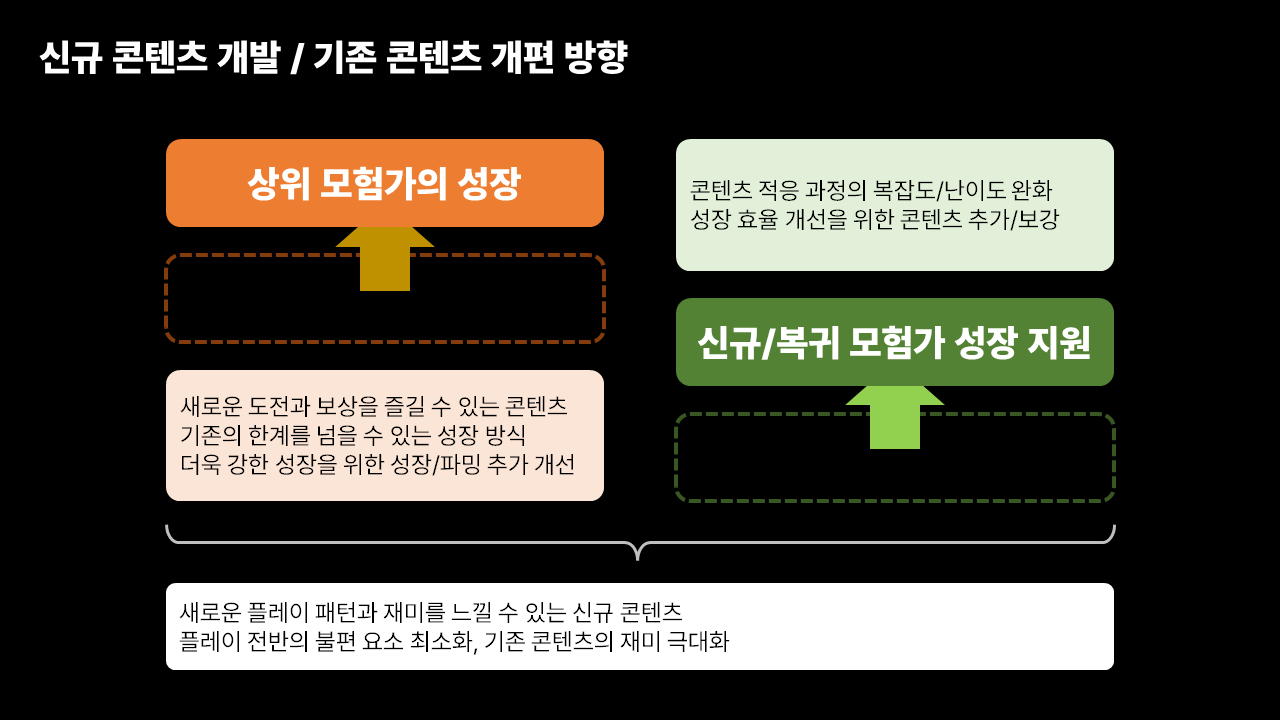 신규 콘텐츠 개발 / 기존 콘텐츠 개편 방향
상위 모험가의 성장
새로운 도전과 보상을 즐길 수 있는 콘텐츠
기존의 한계를 넘을 수 있는 성장 방식
더욱 강한 성장을 위한 성장/파밍 추가 개선
콘텐츠 적응 과정의 복잡도/난이도 완화
성장 효율 개선을 위한 콘텐츠 추가/보강
신규/복귀 모험가 성장 지원
새로운 플레이 패턴과 재미를 느낄 수 있는 신규 콘텐츠
플레이 전반의 불편 요소 최소화, 기존 콘텐츠의 재미 극대화